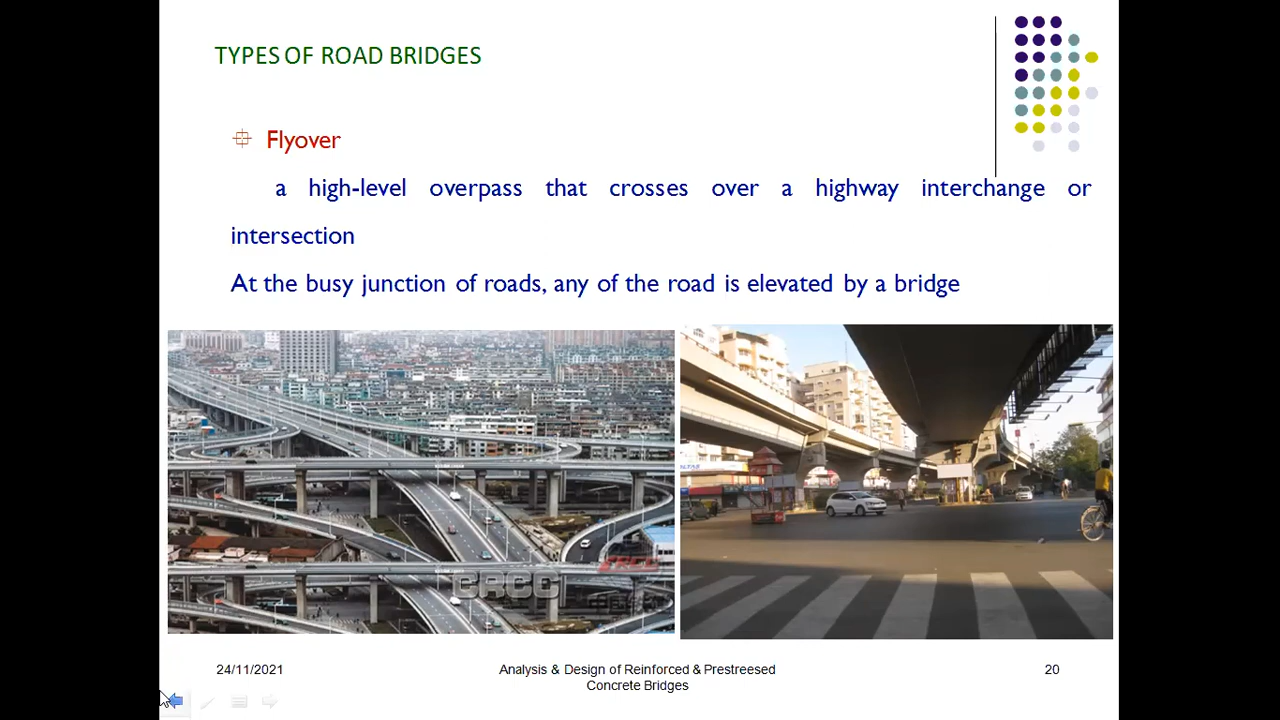 TYPES OF ROAD BRIDGES
Flyover
a high-level overpass that crosses over a highway interchange or
intersection
At the busy junction of roads, any of the road is elevated by a bridge
CRCC
24/11/2021
Analysis & Design of Reinforced & Prestreesed
Concrete Bridges
20